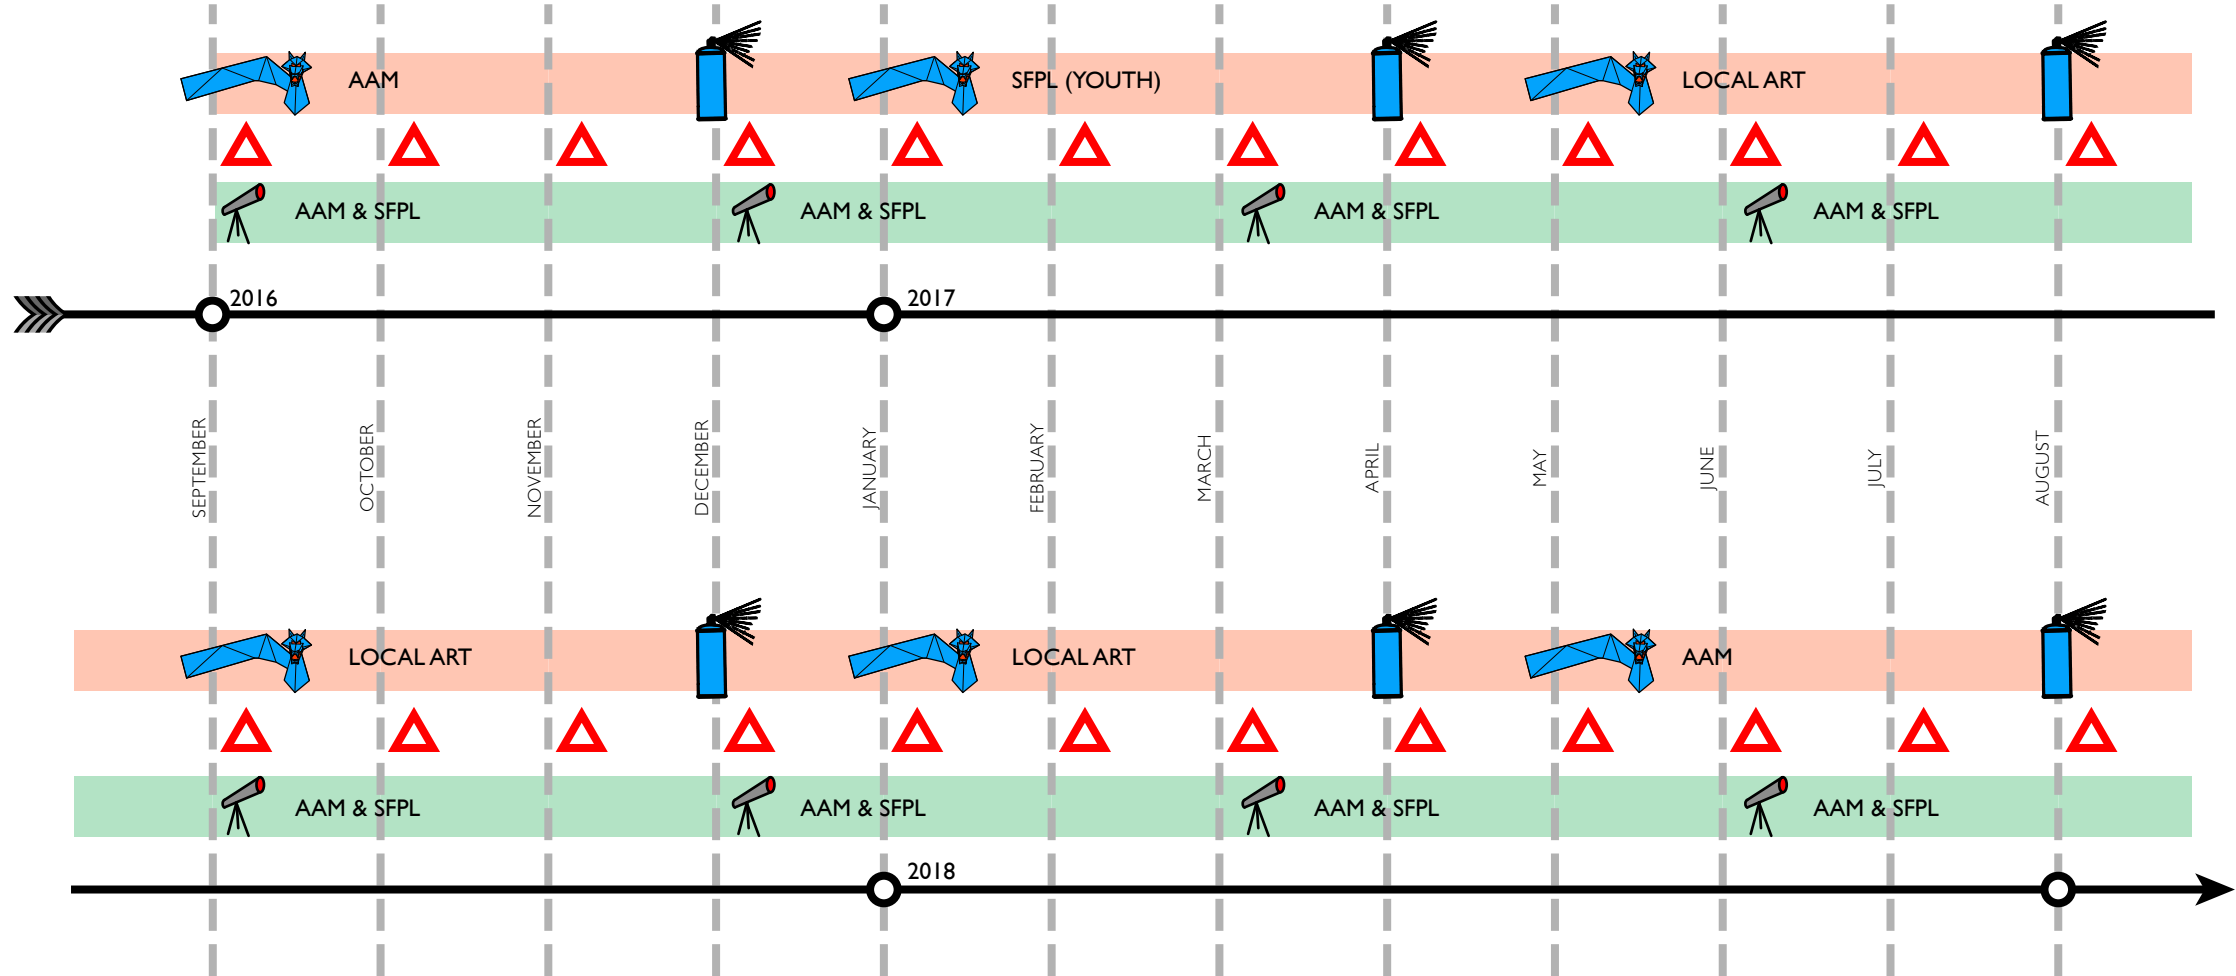 AAM
SFPL (YOUTH)
LOCAL ART
AAM & SFPL
AAM & SFPL
AAM & SFPL
AAM & SFPL
2016
2017
SEPTEMBER
OCTOBER
NOVEMBER
DECEMBER
JANUARY
FEBRUARY
MARCH
APRIL
MAY
JUNE
JULY
AUGUST
LOCAL ART
LOCAL ART
AAM
AAM & SFPL
AAM & SFPL
AAM & SFPL
AAM & SFPL
2018